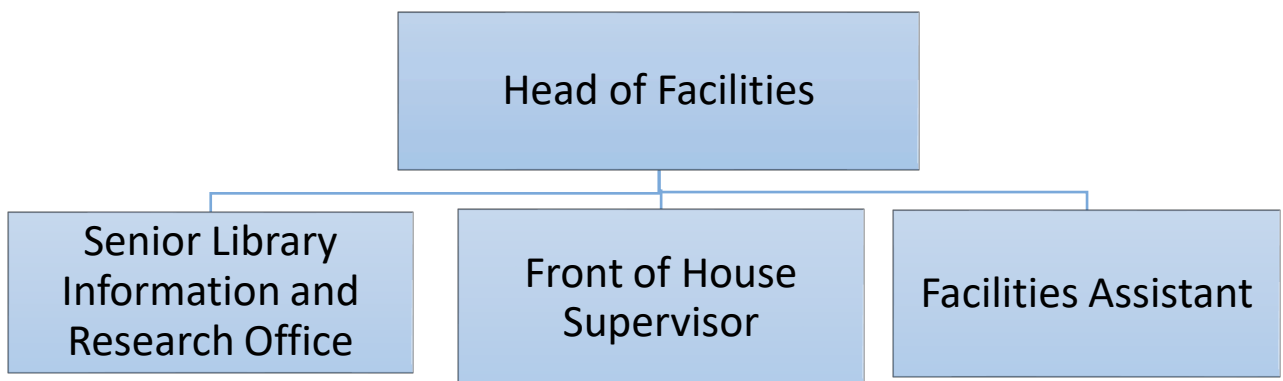 Head of Facilities
Senior Library
Information and
Research Office
Front of House
Supervisor
Facilities Assistant